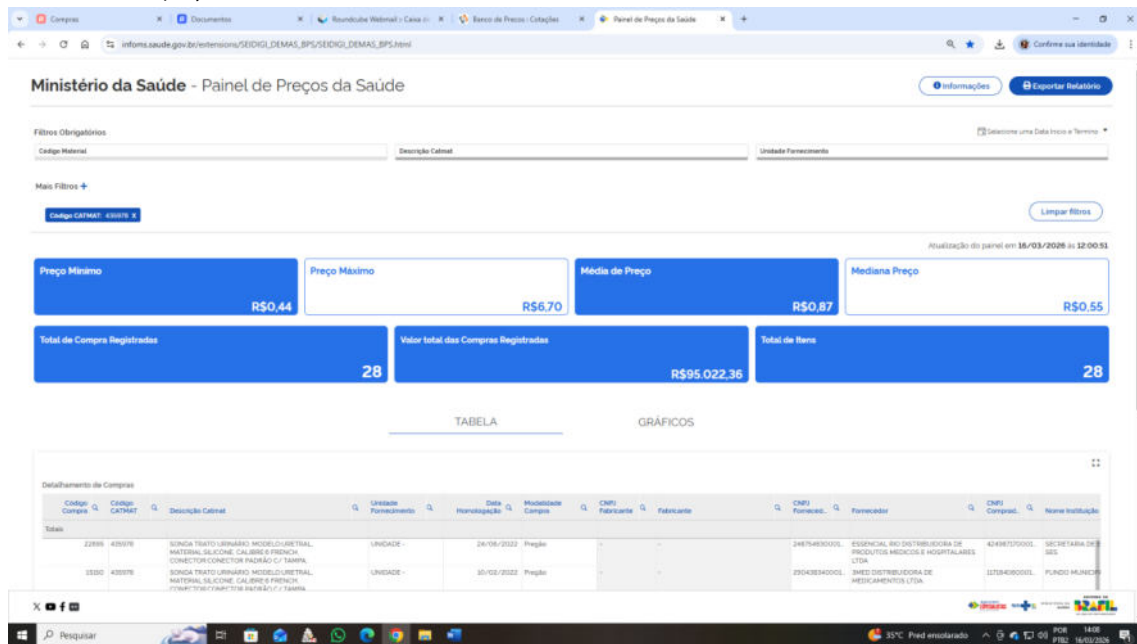 Compras
Documentos
Roundcube Webmail :: Caixa de
Banco de Preços | Cotações
Painel de Preços da Saúde
infoms.saude.gov.br/extensions/SEIDIGI_DEMAS_BPS/SEIDIGI_DEMAS_BPS.html
Confirme sua identidade
Ministério da Saúde - Painel de Preços da Saúde
Informações
Exportar Relatório
Filtros Obrigatórios
Selecione uma Data Início e Termino
Código Material
Descrição Catmat
Unidade Fornecimento
Mais Filtros +
Código CATMAT: 435978 X
Limpar filtros
Atualização do painel em 16/03/2026 às 12:00:51
Preço Mínimo
R$0,44
Preço Máximo
R$6,70
Média de Preço
R$0,87
Mediana Preço
R$0,55
Total de Compra Registradas
28
Valor total das Compras Registradas
R$95.022,36
Total de Itens
28
TABELA
GRÁFICOS
Detalhamento de Compras
Código Compra
Código CATMAT
Descrição Catmat
Unidade Fornecimento
Data Homologação
Modalidade Compra
CNPJ Fabricante
Fabricante
CNPJ Forneced..
Fornecedor
CNPJ Comprad..
Nome Instituição
Totais
435978
SONDA TRATO URINÁRIO, MODELO:URETRAL,
MATERIAL:SILICONE, CALIBRE:6 FRENCH,
CONECTOR:CONECTOR PADRÃO C/ TAMPA,
UNIDADE -
24/06/2022
Pregão
-
-
ESSENCIAL RIO DISTRIBUIDORA DE
PRODUTOS MEDICOS E HOSPITALARES
LTDA
SECRETARIA DE
SES
435978
SONDA TRATO URINÁRIO, MODELO:URETRAL,
MATERIAL:SILICONE, CALIBRE:6 FRENCH,
CONECTOR:CONECTOR PADRÃO C/ TAMPA,
UNIDADE -
10/02/2022
Pregão
-
-
3MED DISTRIBUIDORA DE
MEDICAMENTOS LTDA
FUNDO MUNICIP
Pesquisar
35°C Pred ensolarado
POR
PTB2
14:08
16/03/2026